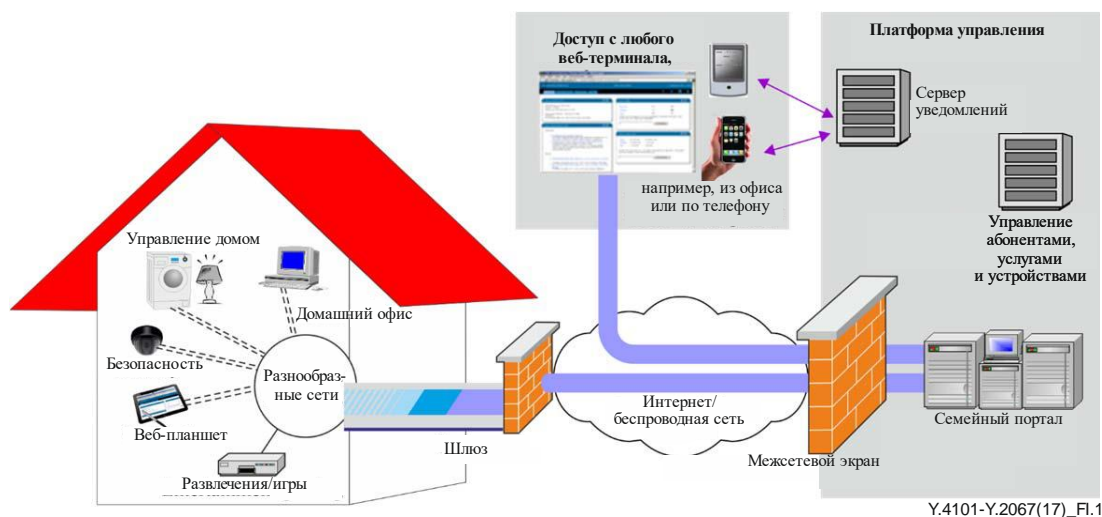 Доступ с любого
веб-терминала,
например, из офиса
или по телефону
Платформа управления
Сервер
уведомлений
Управление
абонентами,
услугами
и устройствами
Управление домом
Домашний офис
Безопасность
Разнообраз-
ные сети
Веб-планшет
Развлечения/игры
Шлюз
Интернет/
беспроводная сеть
Межсетевой экран
Семейный портал
Y.4101-Y.2067(17)_FI.1